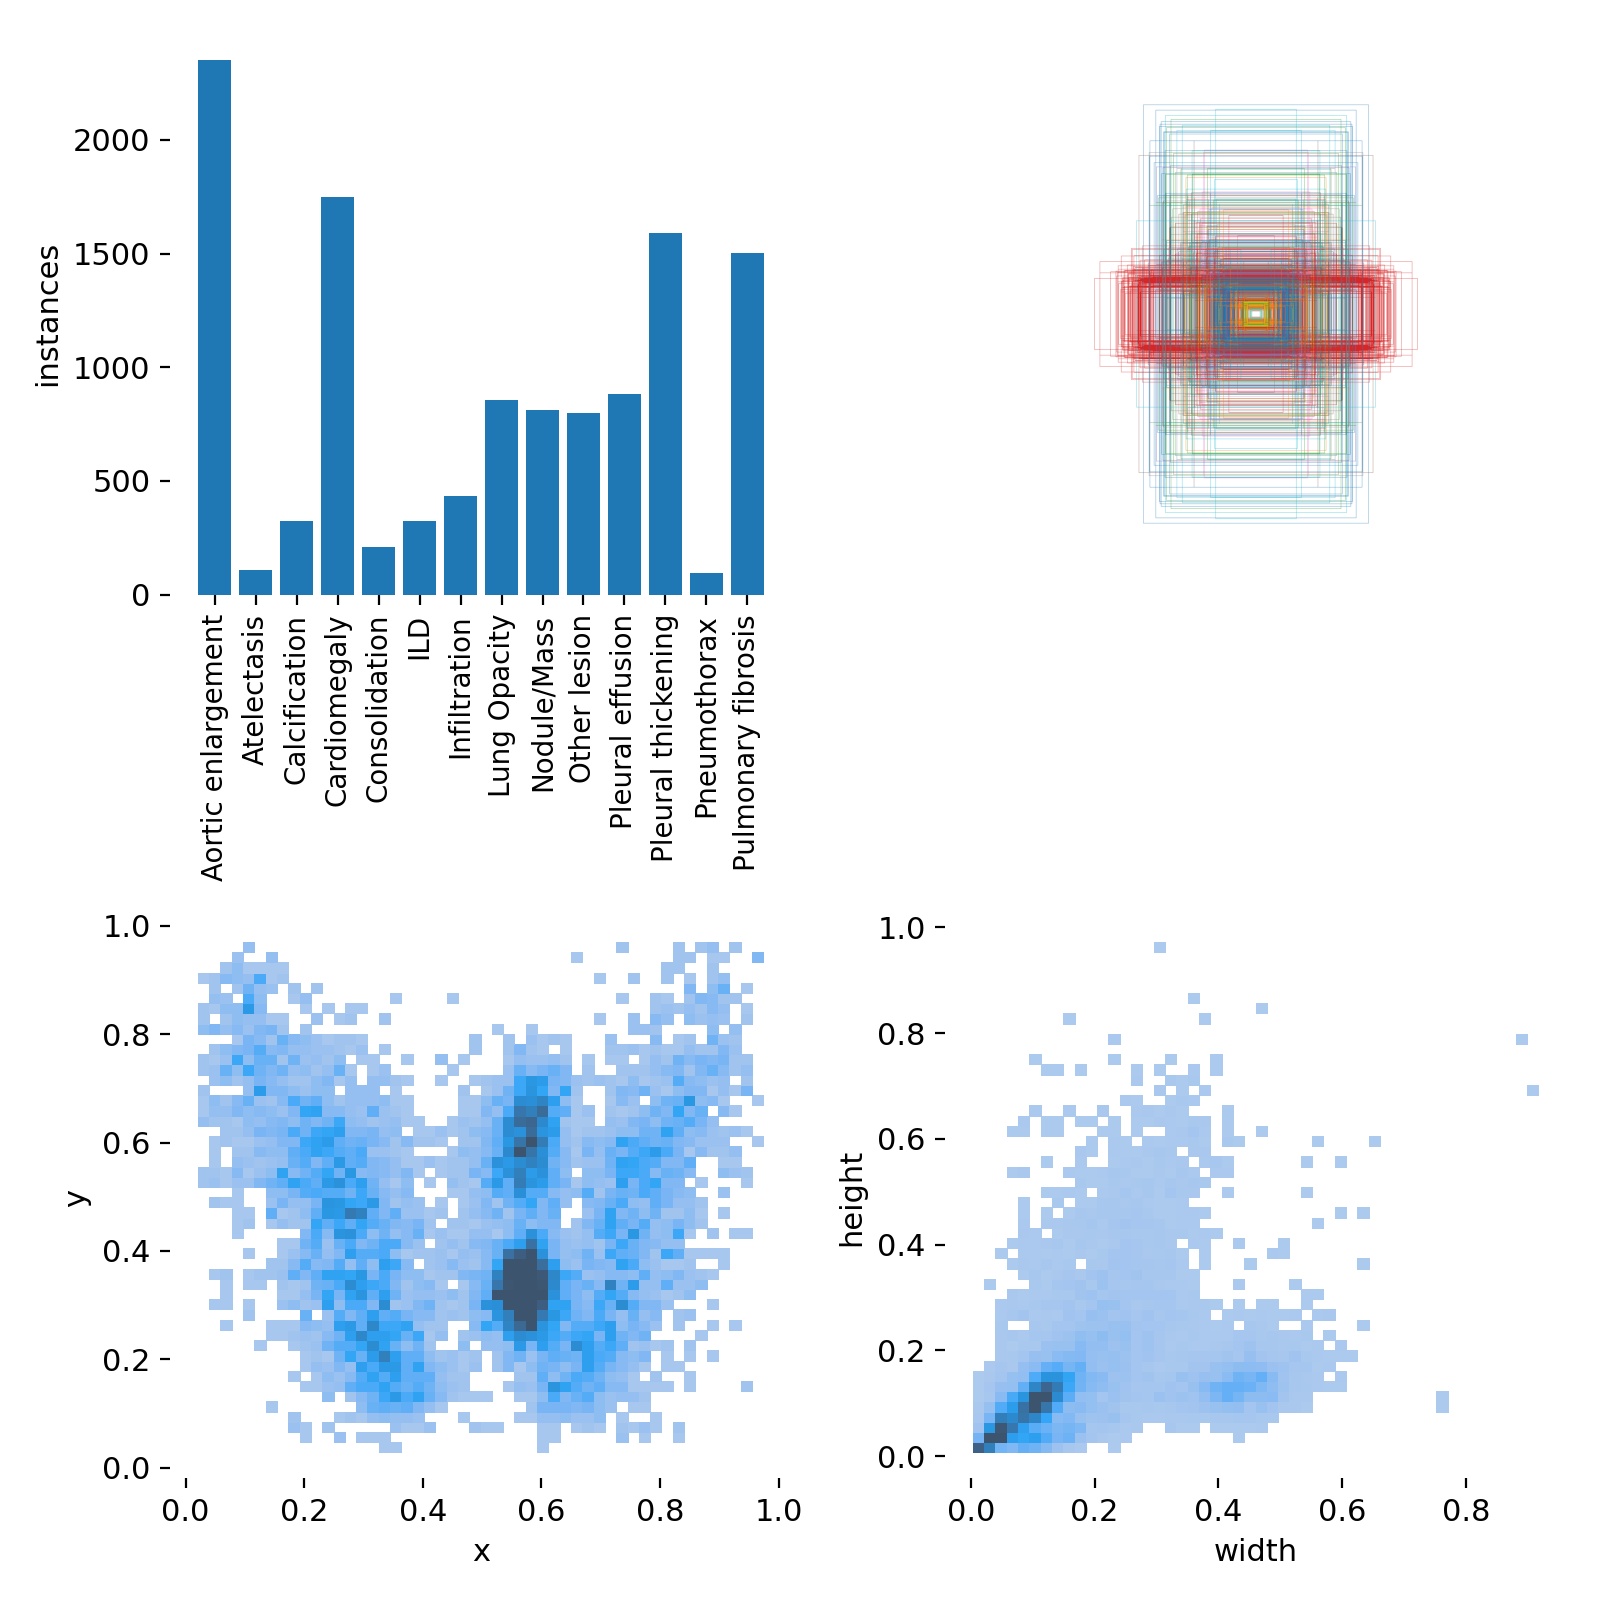 instances
2000
1500
1000
500
0
Aortic enlargement
Atelectasis
Calcification
Cardiomegaly
Consolidation
ILD
Infiltration
Lung Opacity
Nodule/Mass
Other lesion
Pleural effusion
Pleural thickening
Pneumothorax
Pulmonary fibrosis
y
1.0
0.8
0.6
0.4
0.2
0.0
0.0 0.2 0.4 0.6 0.8 1.0
x
height
1.0
0.8
0.6
0.4
0.2
0.0
0.0 0.2 0.4 0.6 0.8
width